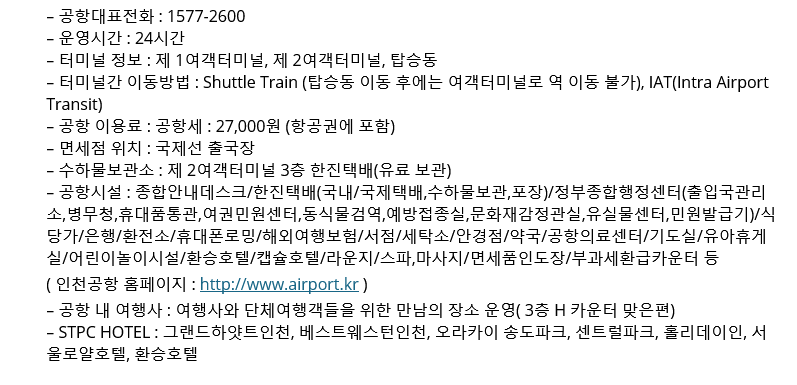 – 공항대표전화 : 1577-2600
– 운영시간 : 24시간
– 터미널 정보 : 제 1여객터미널, 제 2여객터미널, 탑승동
– 터미널간 이동방법 : Shuttle Train (탑승동 이동 후에는 여객터미널로 역 이동 불가), IAT(Intra Airport
Transit)
– 공항 이용료 : 공항세 : 27,000원 (항공권에 포함)
– 면세점 위치 : 국제선 출국장
– 수하물보관소 : 제 2여객터미널 3층 한진택배(유료 보관)
– 공항시설 : 종합안내데스크/한진택배(국내/국제택배,수하물보관,포장)/정부종합행정센터(출입국관리
소,병무청,휴대품통관,여권민원센터,동식물검역,예방접종실,문화재감정관실,유실물센터,민원발급기)/식
당가/은행/환전소/휴대폰로밍/해외여행보험/서점/세탁소/안경점/약국/공항의료센터/기도실/유아휴게
실/어린이놀이시설/환승호텔/캡슐호텔/라운지/스파,마사지/면세품인도장/부과세환급카운터 등
( 인천공항 홈페이지 : http://www.airport.kr )
– 공항 내 여행사 : 여행사와 단체여행객들을 위한 만남의 장소 운영( 3층 H 카운터 맞은편)
– STPC HOTEL : 그랜드하얏트인천, 베스트웨스턴인천, 오라카이 송도파크, 센트럴파크, 홀리데이인, 서
울로얄호텔, 환승호텔